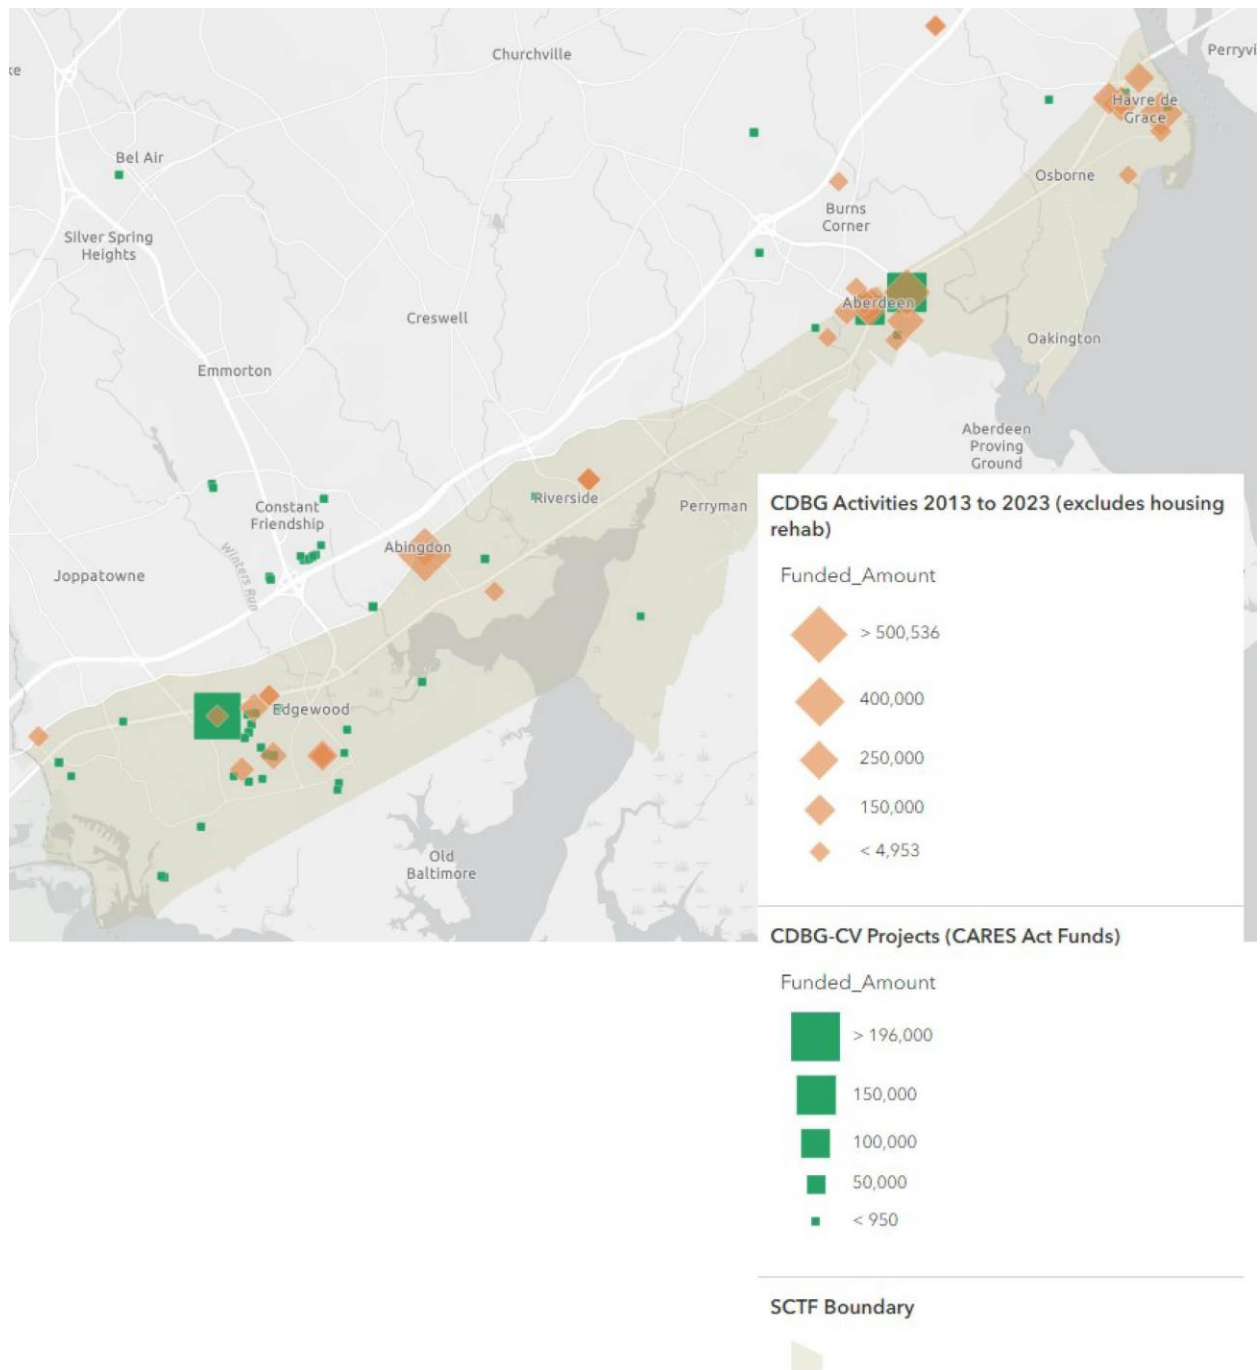 Churchville
Perryvi
ke
Havre de
Grace
Bel Air
Osborne
Burns
Corner
Silver Spring
Heights
Aberdeen
Creswell
Oakington
Emmorton
Aberdeen
Proving
Ground
Riverside
Perryman
Constant
Friendship
Abingdon
Winters Run
Joppatowne
Edgewood
Old
Baltimore
CDBG Activities 2013 to 2023 (excludes housing
rehab)
Funded_Amount
> 500,536
400,000
250,000
150,000
< 4,953
CDBG-CV Projects (CARES Act Funds)
Funded_Amount
> 196,000
150,000
100,000
50,000
< 950
SCTF Boundary